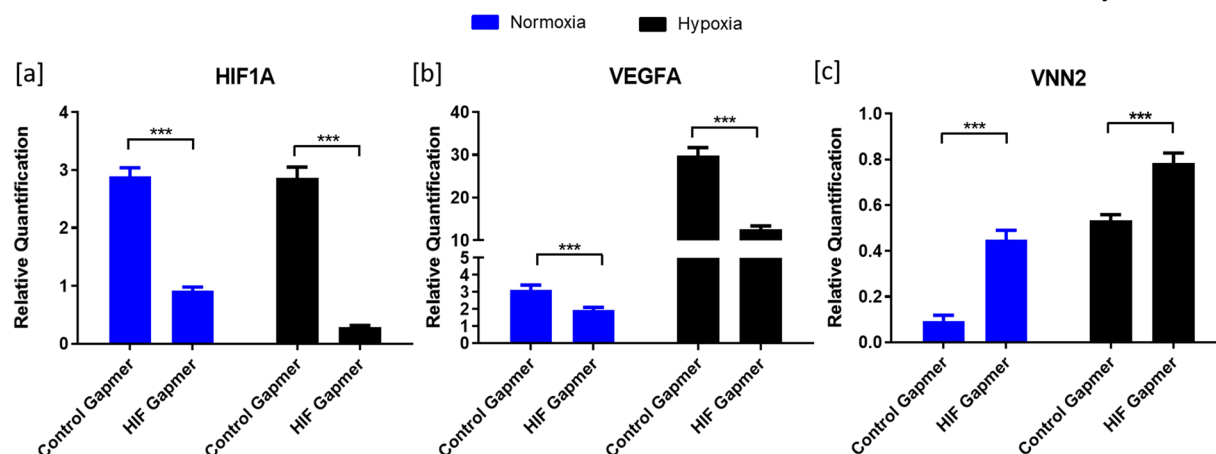 Normoxia Hypoxia
[a] HIF1A
Relative Quantification
4
3
2
1
0
***
***
Control Gapmer
HIF Gapmer
Control Gapmer
HIF Gapmer
[b] VEGFA
Relative Quantification
40
30
20
10
5
4
3
2
1
0
***
***
Control Gapmer
HIF Gapmer
Control Gapmer
HIF Gapmer
[c] VNN2
Relative Quantification
1.0
0.8
0.6
0.4
0.2
0.0
***
***
Control Gapmer
HIF Gapmer
Control Gapmer
HIF Gapmer